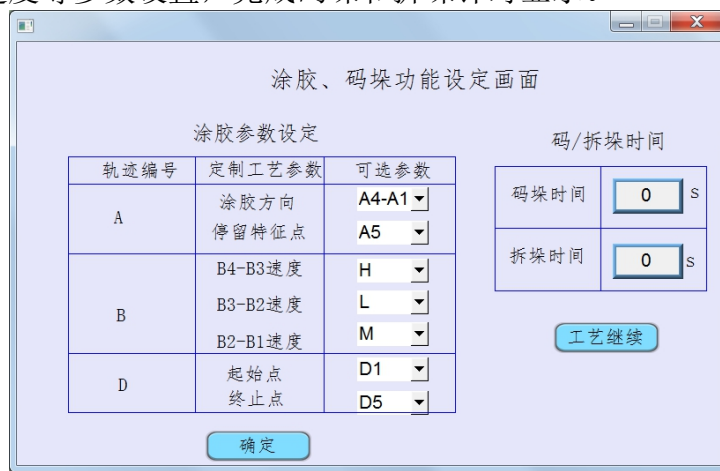 涂胶、码垛功能设定画面
涂胶参数设定
轨迹编号 定制工艺参数 可选参数
A 涂胶方向 A4-A1
停留特征点 A5
B B4-B3速度 H
B3-B2速度 L
B2-B1速度 M
D 起始点 D1
终止点 D5
确定
码/拆垛时间
码垛时间 0 s
拆垛时间 0 s
工艺继续